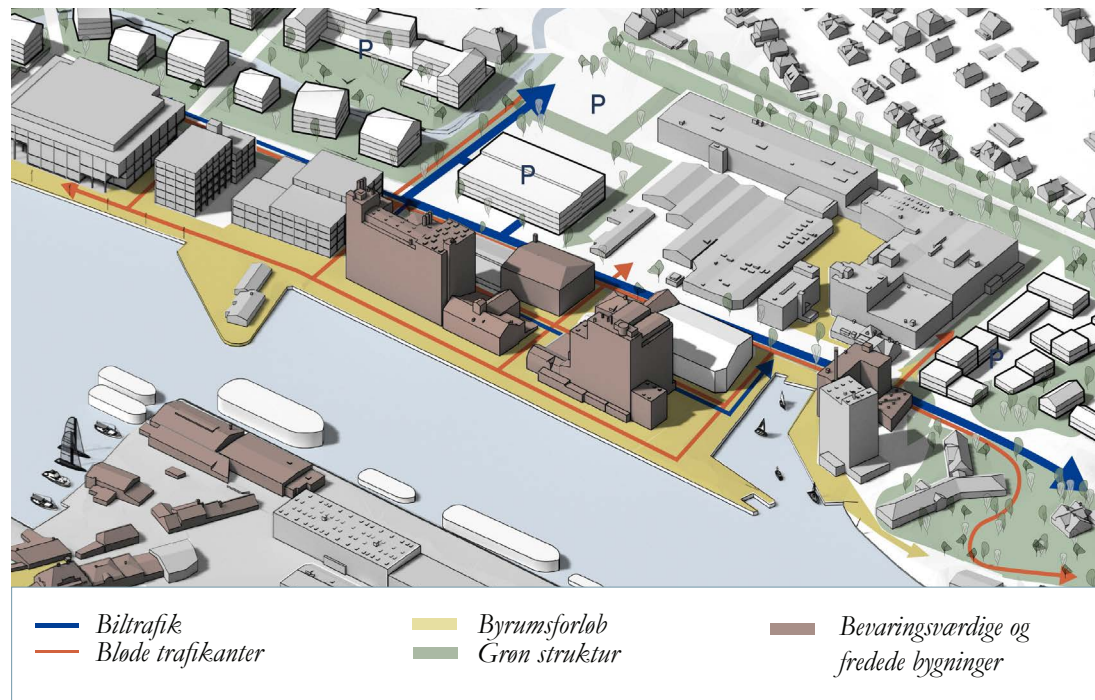 P
P
P
P
Biltrafik
Bløde trafikanter
Byrumsforløb
Grøn struktur
Bevaringsværdige og
fredede bygninger